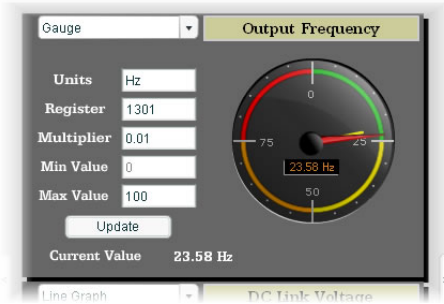 Gauge Output Frequency
Units Hz
Register 1301
Multiplier 0.01
Min Value 0
Max Value 100
Update
Current Value 23.58 Hz
0
75 25
23.58 Hz
50
Line Graph DC Link Voltage